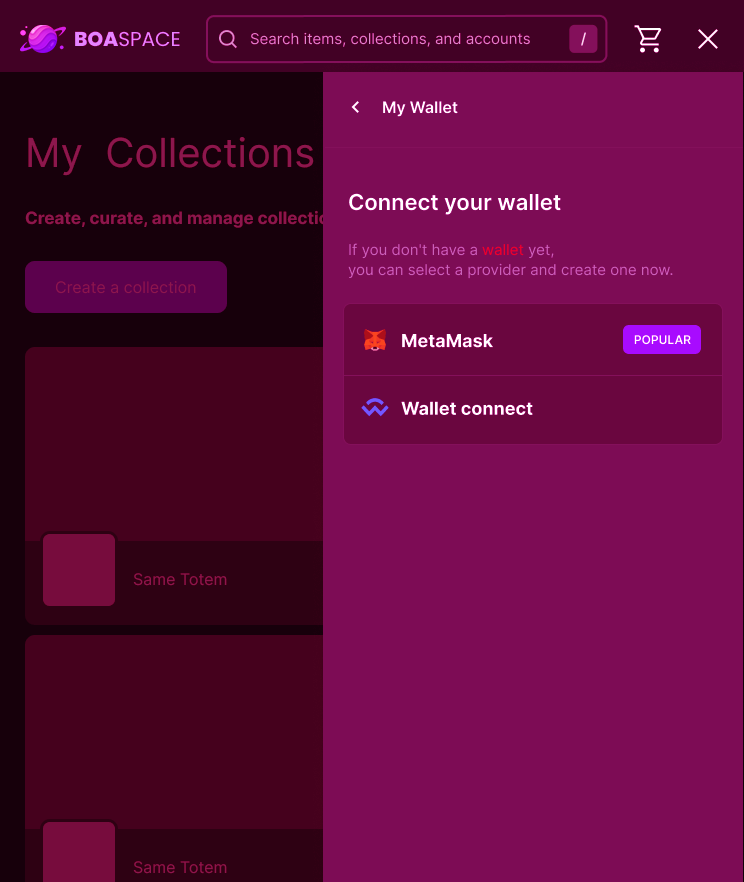 BOASPACE
Search items, collections, and accounts
/
My Wallet
My Collections
Create, curate, and manage
Create a collection
Connect your wallet
If you don't have a wallet yet,
you can select a provider and create one now.
MetaMask
POPULAR
Wallet connect
Same Totem
Same Totem